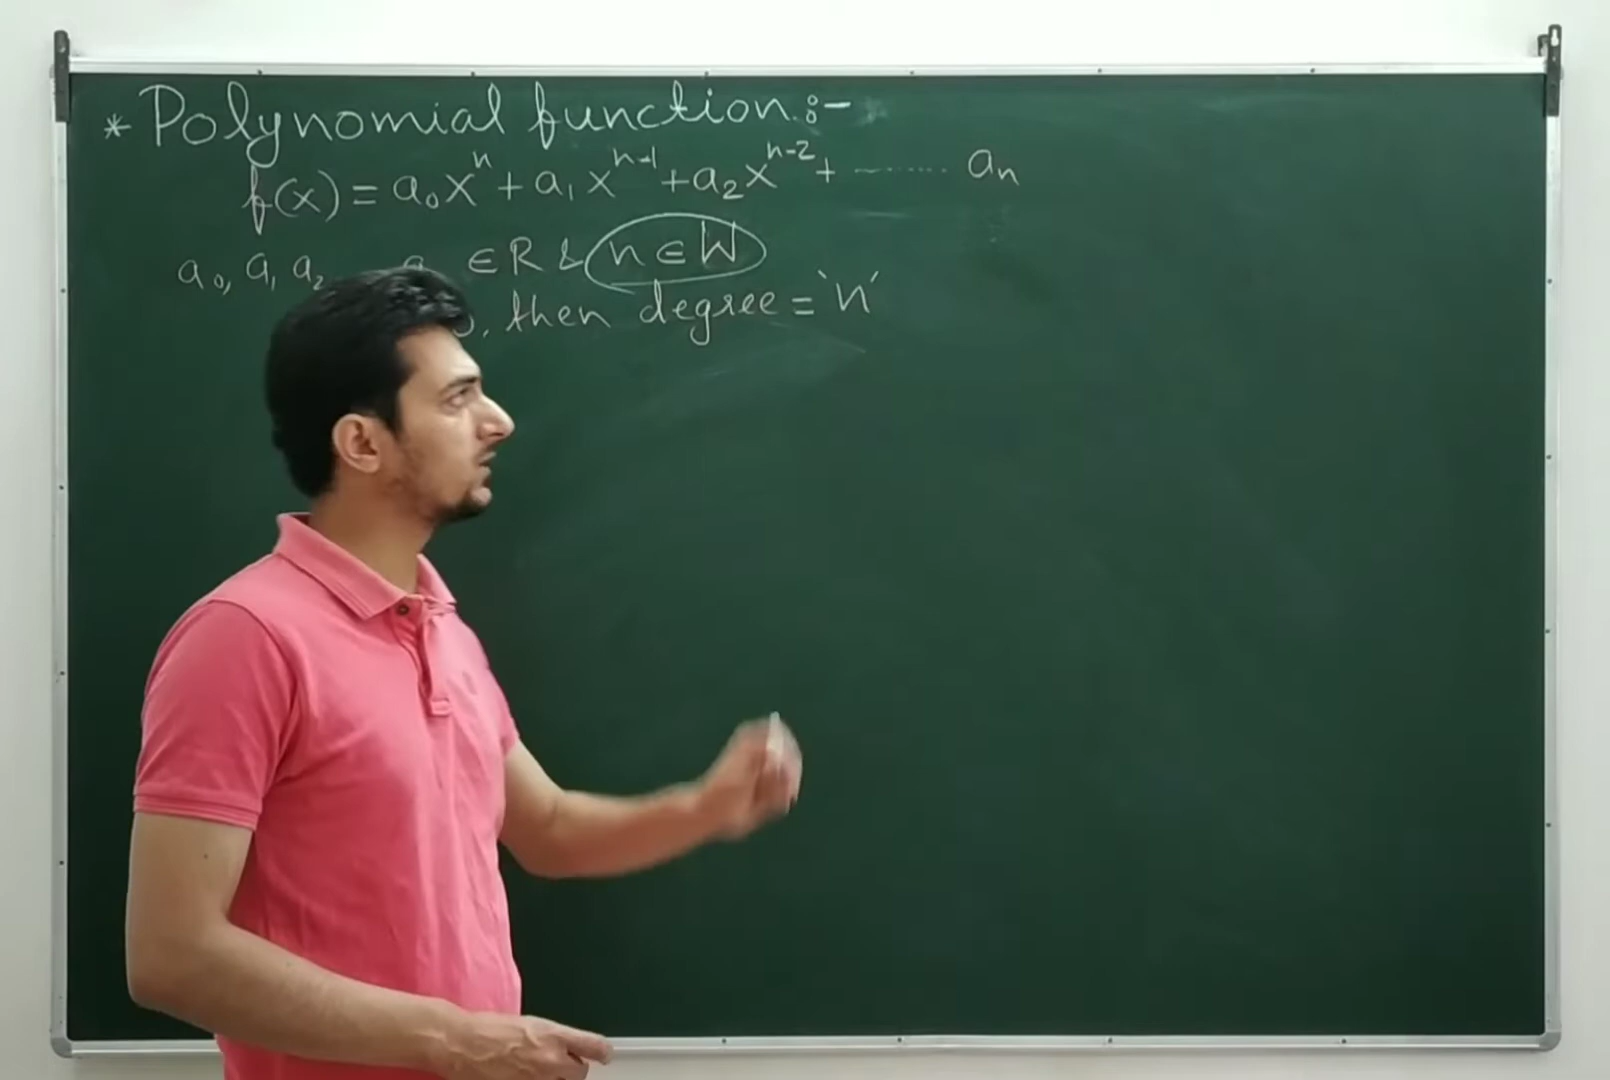 * Polynomial function :-
f(x) = a₀xⁿ + a₁xⁿ⁻¹ + a₂xⁿ⁻² + ........ aₙ
a₀, a₁, a₂ ∈ R & n ∈ W
, then degree = 'n'